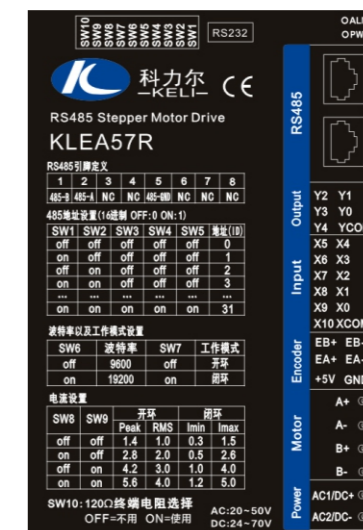 SW10
SW9
SW8
SW7
SW6
SW5
SW4
SW3
SW2
SW1
RS232
科力尔
KELI
CE
RS485 Stepper Motor Drive
KLEA57R
RS485引脚定义
1 2 3 4 5 6 7 8
485-B 485-A NC NC 485-GND NC NC NC
485地址设置(16进制 OFF:0 ON:1)
SW1 SW2 SW3 SW4 SW5 地址(ID)
off off off off off 0
on off off off off 1
off on off off off 2
on on off off off 3
... ... ... ... ... ...
on on on on on 31
波特率以及工作模式设置
SW6 波特率 SW7 工作模式
off 9600 off 开环
on 19200 on 闭环
电流设置
SW8 SW9 开环 闭环
Peak RMS Imin Imax
off off 1.4 1.0 0.3 1.5
on off 2.8 2.0 0.5 2.6
off on 4.2 3.0 1.0 4.0
on on 5.6 4.0 1.2 5.0
SW10:120Ω终端电阻选择
OFF=不用 ON=使用
AC:20~50V
DC:24~70V
RS485
Output
Y2 Y1
Y3 Y0
Y4 YCO
Input
X5 X4
X6 X3
X7 X2
X8 X1
X9 X0
X10 XCO
Encoder
EB+ EB-
EA+ EA-
+5V GND
Motor
A+
A-
B+
B-
Power
AC1/DC+
AC2/DC-
OAL
OPW